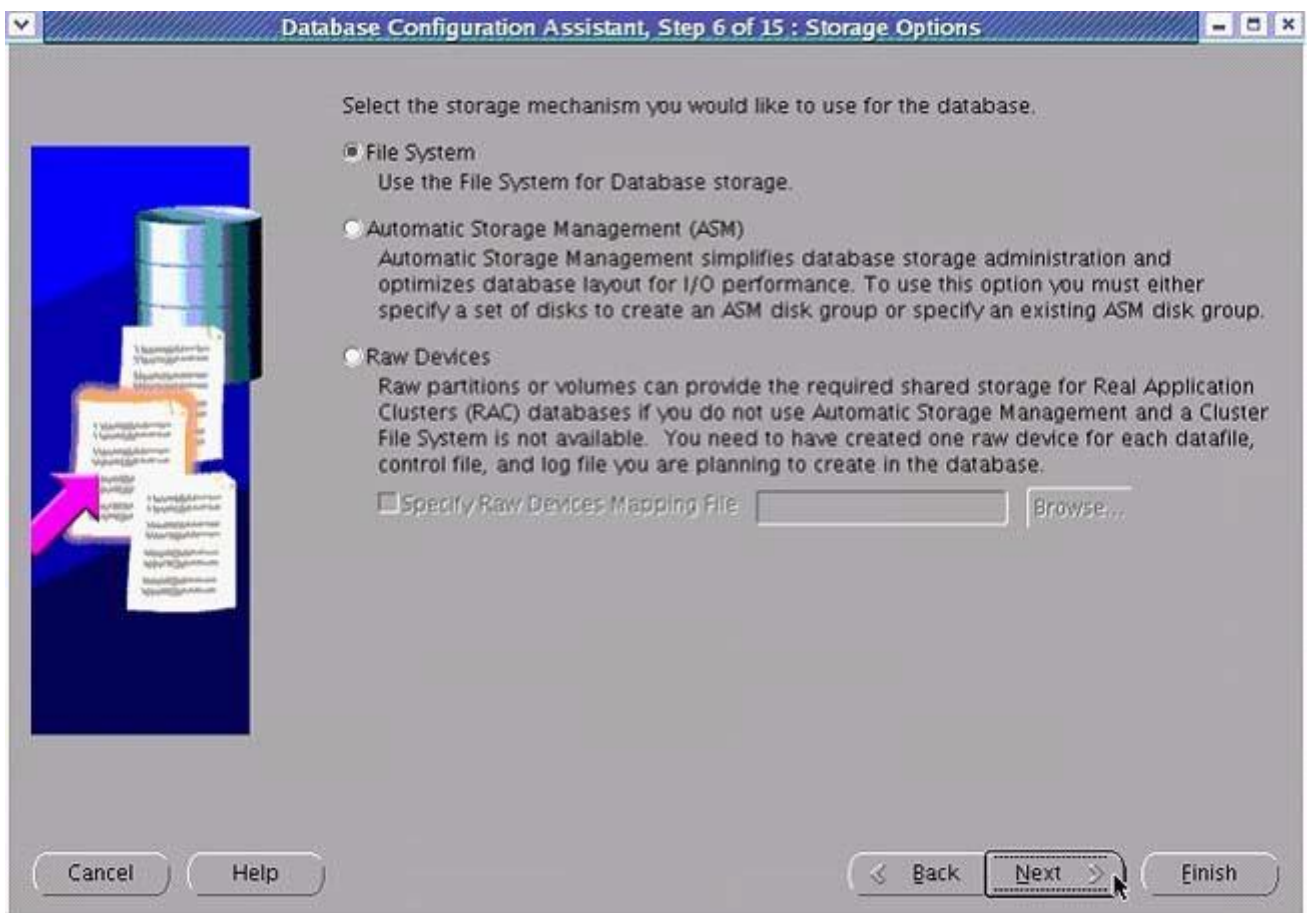 Database Configuration Assistant, Step 6 of 15 : Storage Options
Select the storage mechanism you would like to use for the database.
File System
Use the File System for Database storage.
Automatic Storage Management (ASM)
Automatic Storage Management simplifies database storage administration and
optimizes database layout for I/O performance. To use this option you must either
specify a set of disks to create an ASM disk group or specify an existing ASM disk group.
Raw Devices
Raw partitions or volumes can provide the required shared storage for Real Application
Clusters (RAC) databases if you do not use Automatic Storage Management and a Cluster
File System is not available. You need to have created one raw device for each datafile,
control file, and log file you are planning to create in the database.
Specify Raw Devices Mapping File Browse...
Cancel Help Back Next Finish